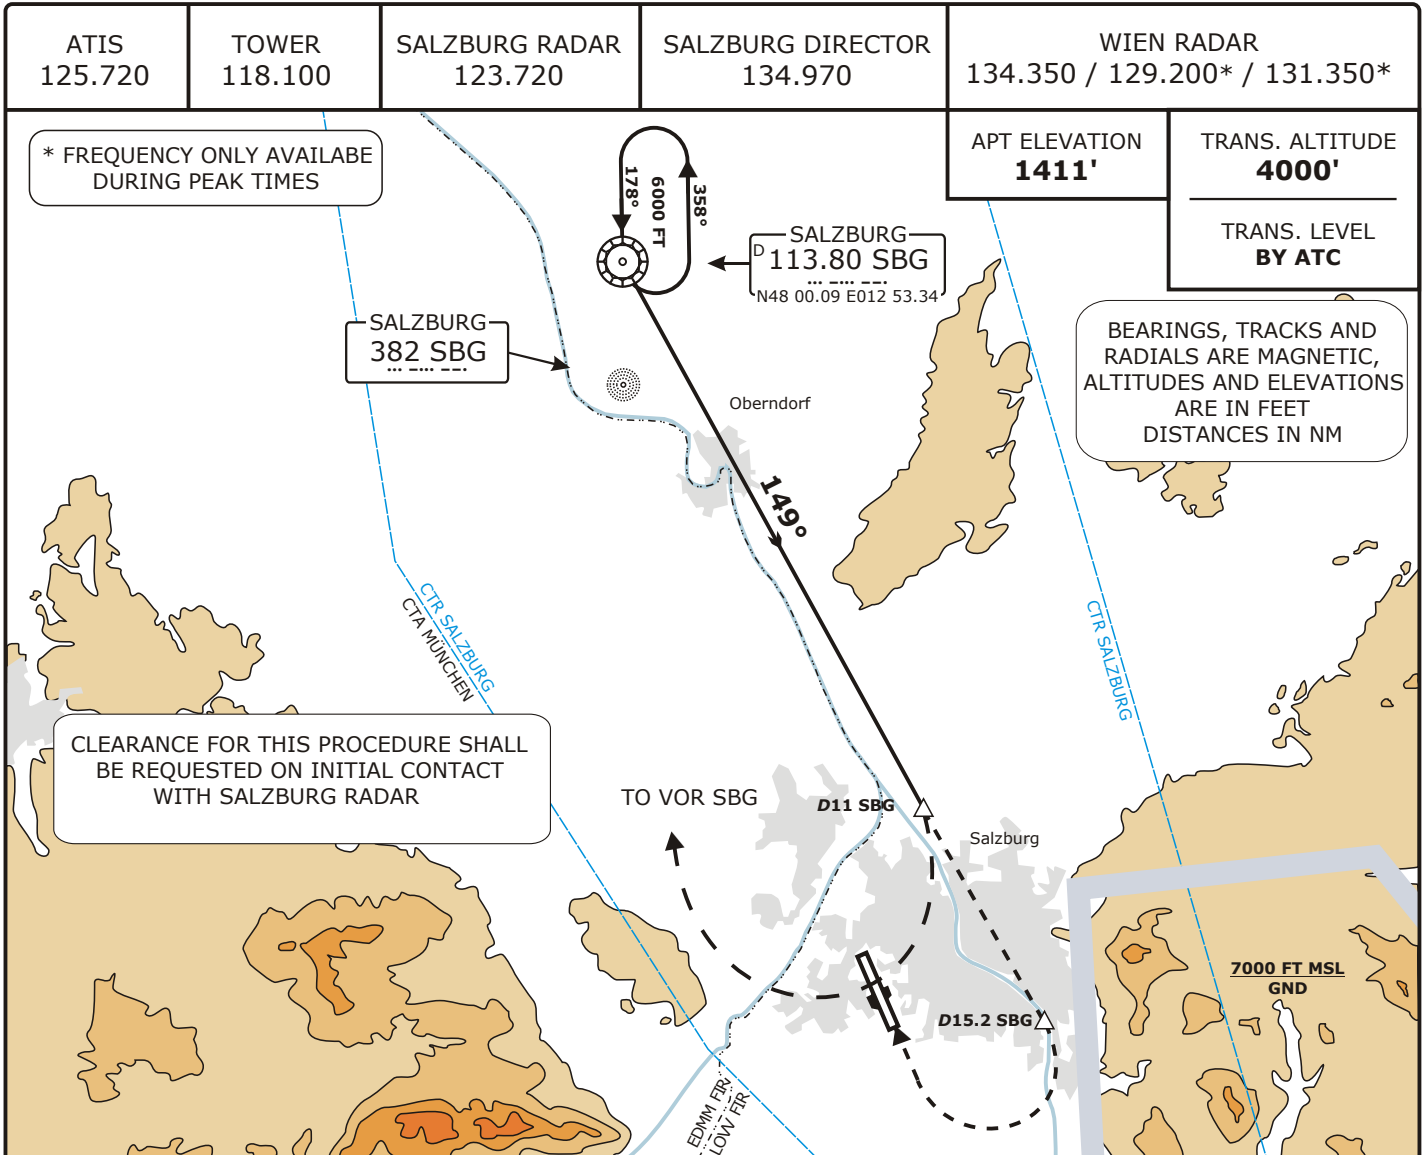 ATIS
125.720
TOWER
118.100
SALZBURG RADAR
123.720
SALZBURG DIRECTOR
134.970
WIEN RADAR
134.350 / 129.200* / 131.350*
* FREQUENCY ONLY AVAILABE
DURING PEAK TIMES
APT ELEVATION
1411'
TRANS. ALTITUDE
4000'
TRANS. LEVEL
BY ATC
178°
6000 FT
358°
SALZBURG
D 113.80 SBG
... -... --.
N48 00.09 E012 53.34
SALZBURG
382 SBG
... -... --.
BEARINGS, TRACKS AND
RADIALS ARE MAGNETIC,
ALTITUDES AND ELEVATIONS
ARE IN FEET
DISTANCES IN NM
Oberndorf
149°
CTR SALZBURG
CTA MÜNCHEN
CTR SALZBURG
CLEARANCE FOR THIS PROCEDURE SHALL
BE REQUESTED ON INITIAL CONTACT
WITH SALZBURG RADAR
TO VOR SBG
D11 SBG
Salzburg
7000 FT MSL
GND
D15.2 SBG
EDMM FIR
LOW FIR